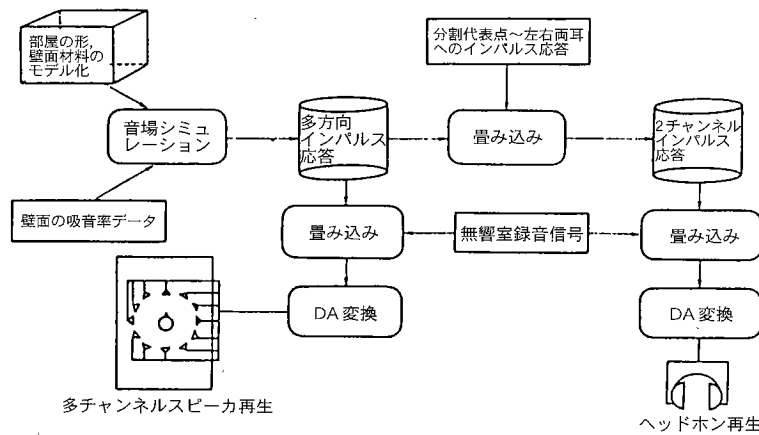 部屋の形，
壁面材料の
モデル化
分割代表点～左右両耳
へのインパルス応答
音場シミュ
レーション
多方向
インパルス
応答
畳み込み
2チャンネル
インパルス
応答
壁面の吸音率データ
畳み込み
無響室録音信号
畳み込み
DA変換
DA変換
多チャンネルスピーカ再生
ヘッドホン再生